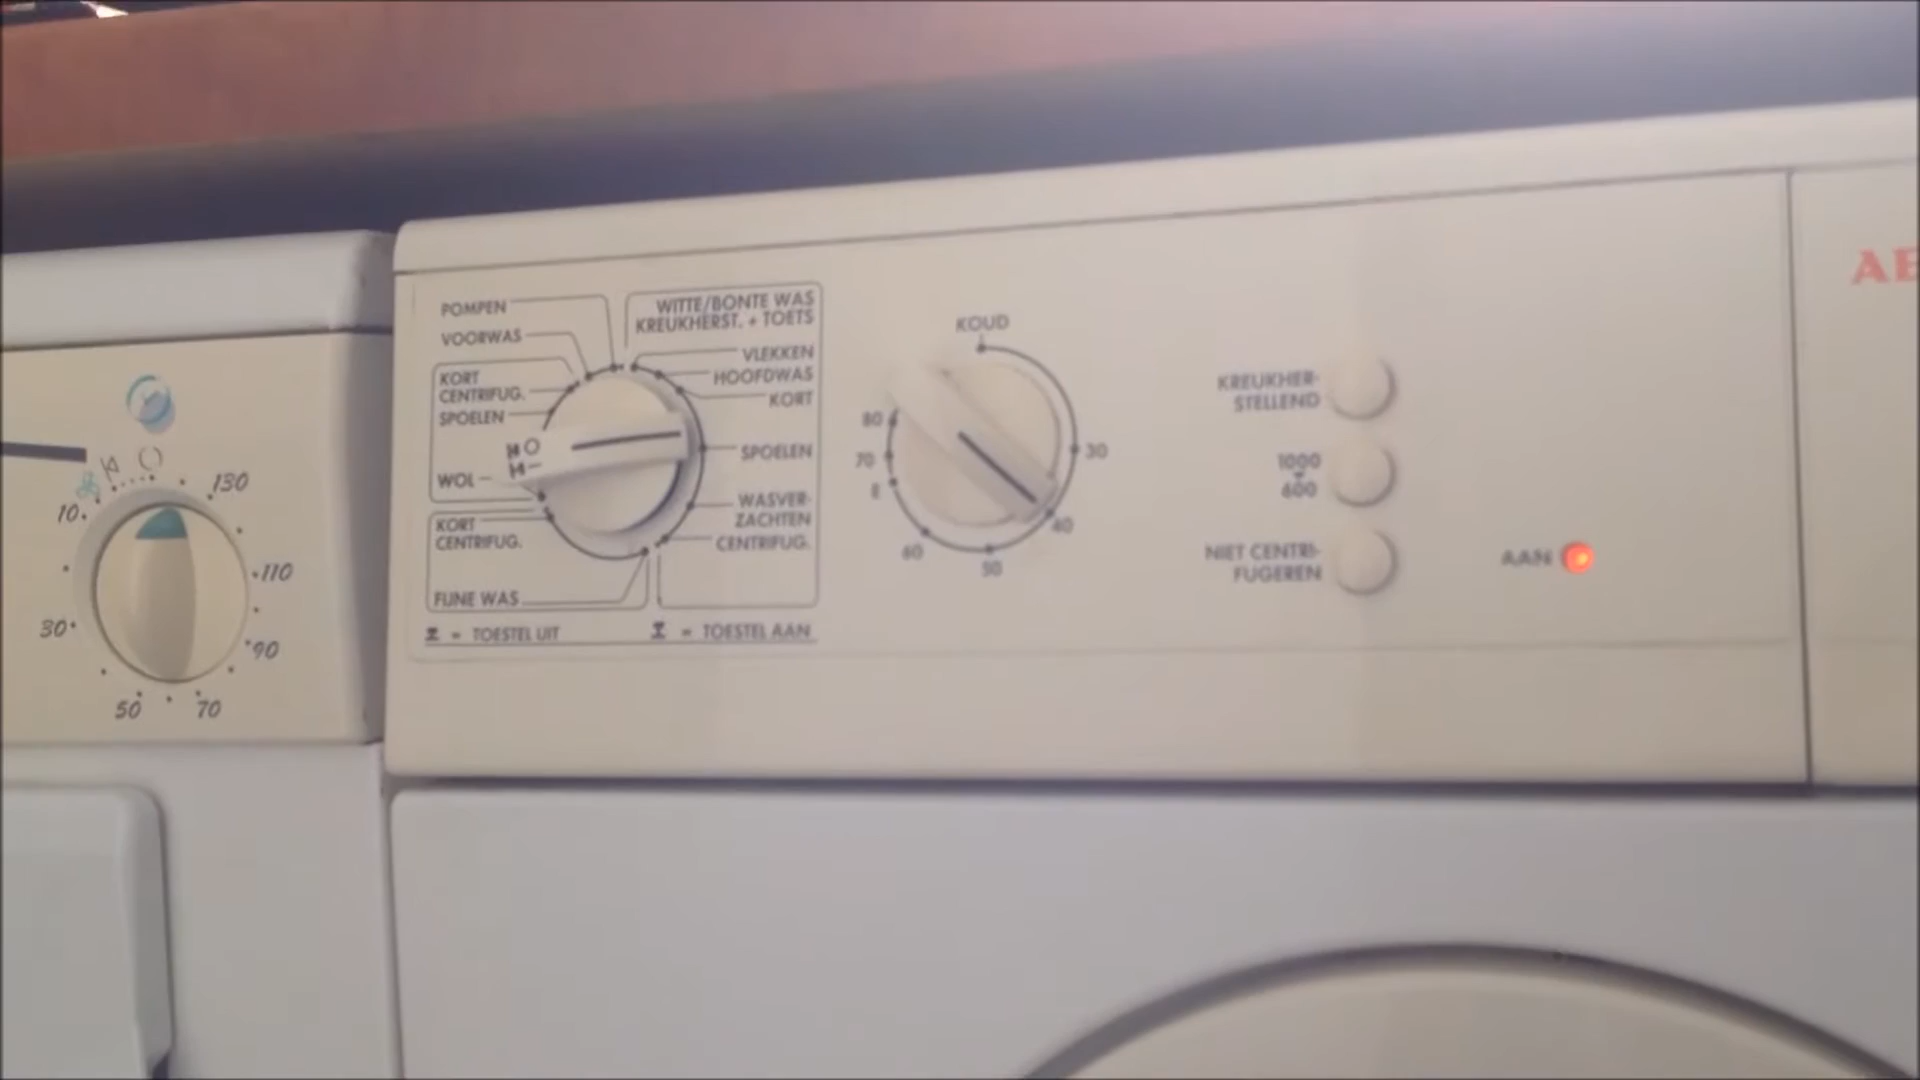 10
130
110
90
70
50
30
POMPEN
VOORWAS
KORT
CENTRIFUG.
SPOELEN
WOL
KORT
CENTRIFUG.
FIJNE WAS
WITTE/BONTE WAS
KREUKHERST. + TOETS
VLEKKEN
HOOFDWAS
KORT
SPOELEN
WASVER-
ZACHTEN
CENTRIFUG.
= TOESTEL UIT
= TOESTEL AAN
KOUD
30
40
50
60
E
70
80
KREUKHER-
STELLEND
1000
600
NIET CENTRI-
FUGEREN
AAN
AE